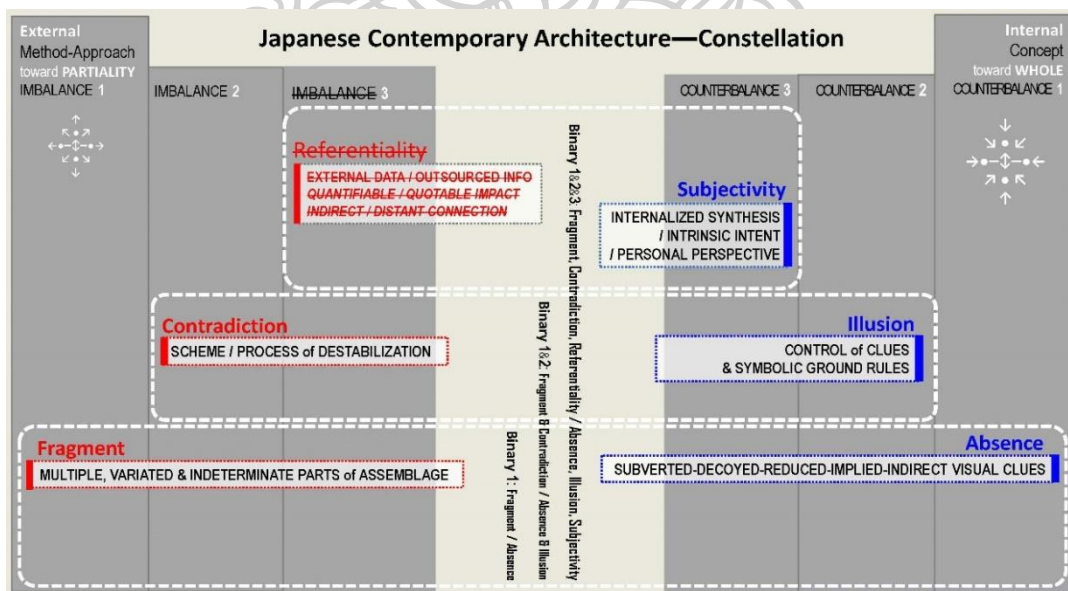 Japanese Contemporary Architecture—Constellation
External
Method-Approach
toward PARTIALITY
IMBALANCE 1
IMBALANCE 2
IMBALANCE 3
COUNTERBALANCE 3
COUNTERBALANCE 2
Internal
Concept
toward WHOLE
COUNTERBALANCE 1
Referentiality
EXTERNAL DATA / OUTSOURCED INFO
QUANTIFIABLE / QUOTABLE IMPACT
INDIRECT / DISTANT CONNECTION
Subjectivity
INTERNALIZED SYNTHESIS
/ INTRINSIC INTENT
/ PERSONAL PERSPECTIVE
Contradiction
SCHEME / PROCESS of DESTABILIZATION
Illusion
CONTROL of CLUES
& SYMBOLIC GROUND RULES
Fragment
MULTIPLE, VARIATED & INDETERMINATE PARTS of ASSEMBLAGE
Absence
SUBVERTED-DECOYED-REDUCED-IMPLIED-INDIRECT VISUAL CLUES
Binary 1&2&3: Fragment, Contradiction, Referentiality / Absence, Illusion, Subjectivity
Binary 1&2: Fragment & Contradiction / Absence & Illusion
Binary 1: Fragment / Absence